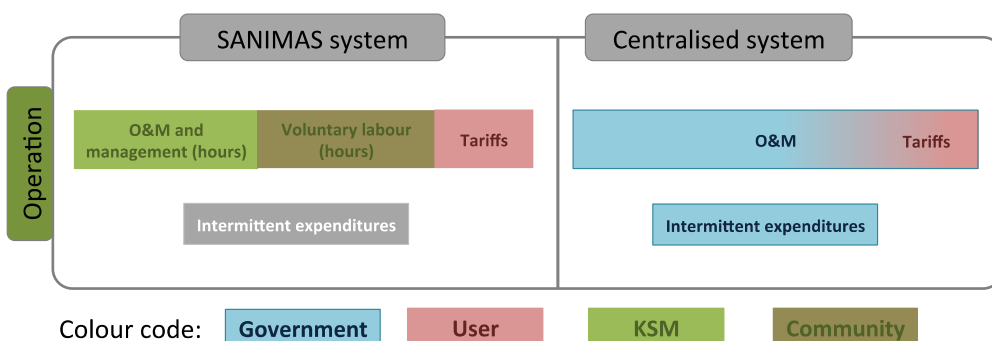 SANIMAS system
Centralised system
Operation
O&M and
management (hours)
Voluntary labour
(hours)
Tariffs
O&M
Tariffs
Intermittent expenditures
Intermittent expenditures
Colour code:
Government
User
KSM
Community